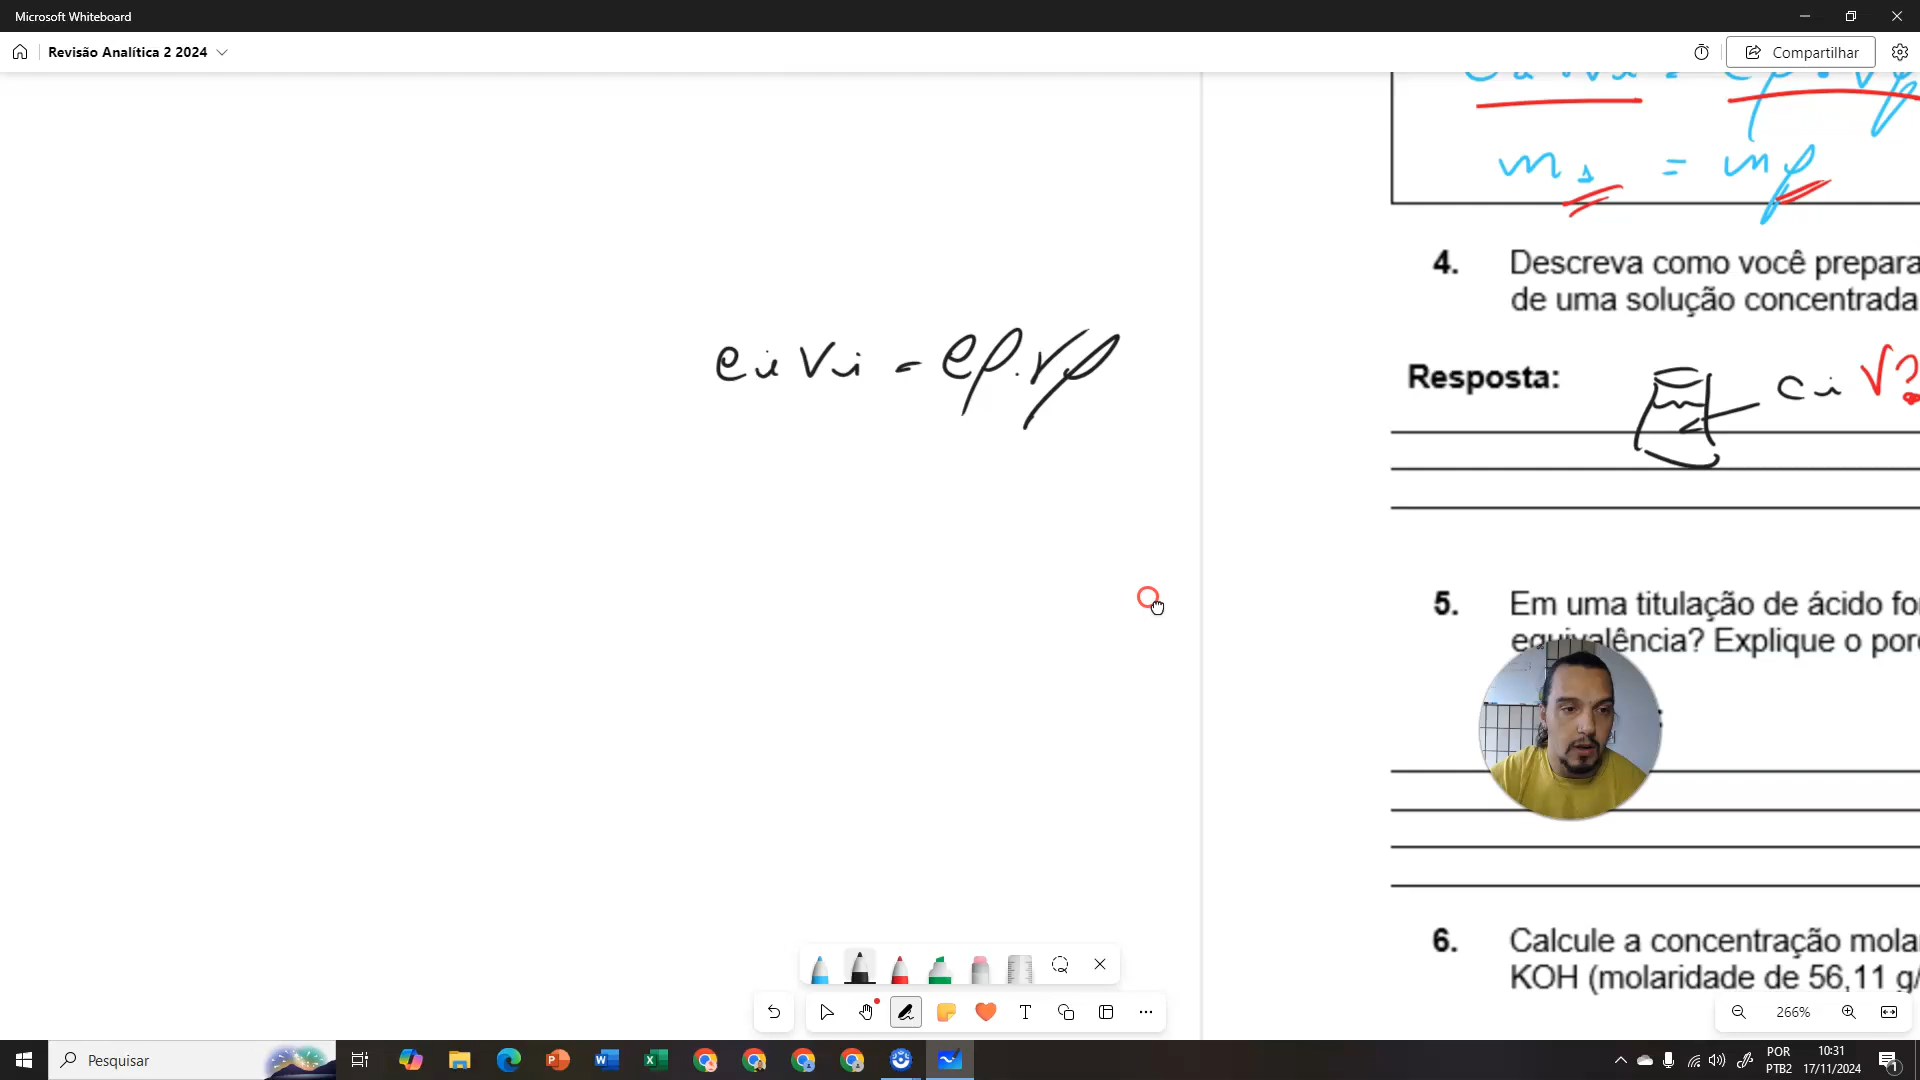 Microsoft Whiteboard
Revisão Analítica 2 2024
Compartilhar
m₁ = mf
4. Descreva como você prepara
de uma solução concentrada
Ci Vi = Cf . Vf
Resposta:
Ci V?
5. Em uma titulação de ácido fo
equivalência? Explique o por
6. Calcule a concentração mola
KOH (molaridade de 56,11 g/
266%
Pesquisar
POR
PTB2
10:31
17/11/2024
1